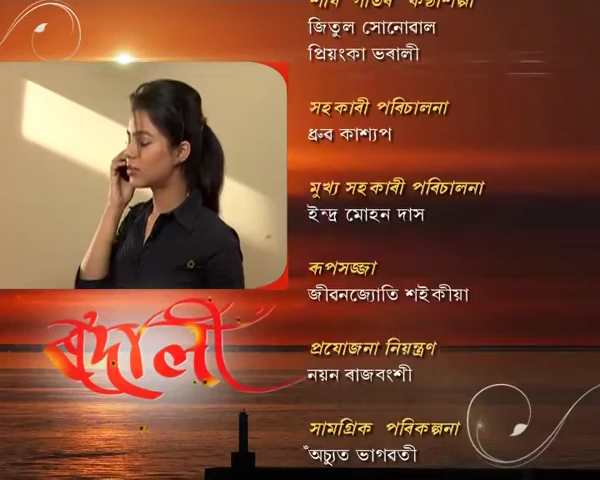 জিতুল সোনোৱাল
প্ৰিয়ংকা ভৰালী
সহকাৰী পৰিচালনা
ধ্ৰুৱ কাশ্যপ
মুখ্য সহকাৰী পৰিচালনা
ইন্দ্ৰ মোহন দাস
ৰূপসজ্জা
জীৱনজ্যোতি শইকীয়া
প্ৰযোজনা নিয়ন্ত্ৰণ
নয়ন ৰাজবংশী
সামগ্ৰিক পৰিকল্পনা
অচ্যুত ভাগৱতী
ৰ'দালী